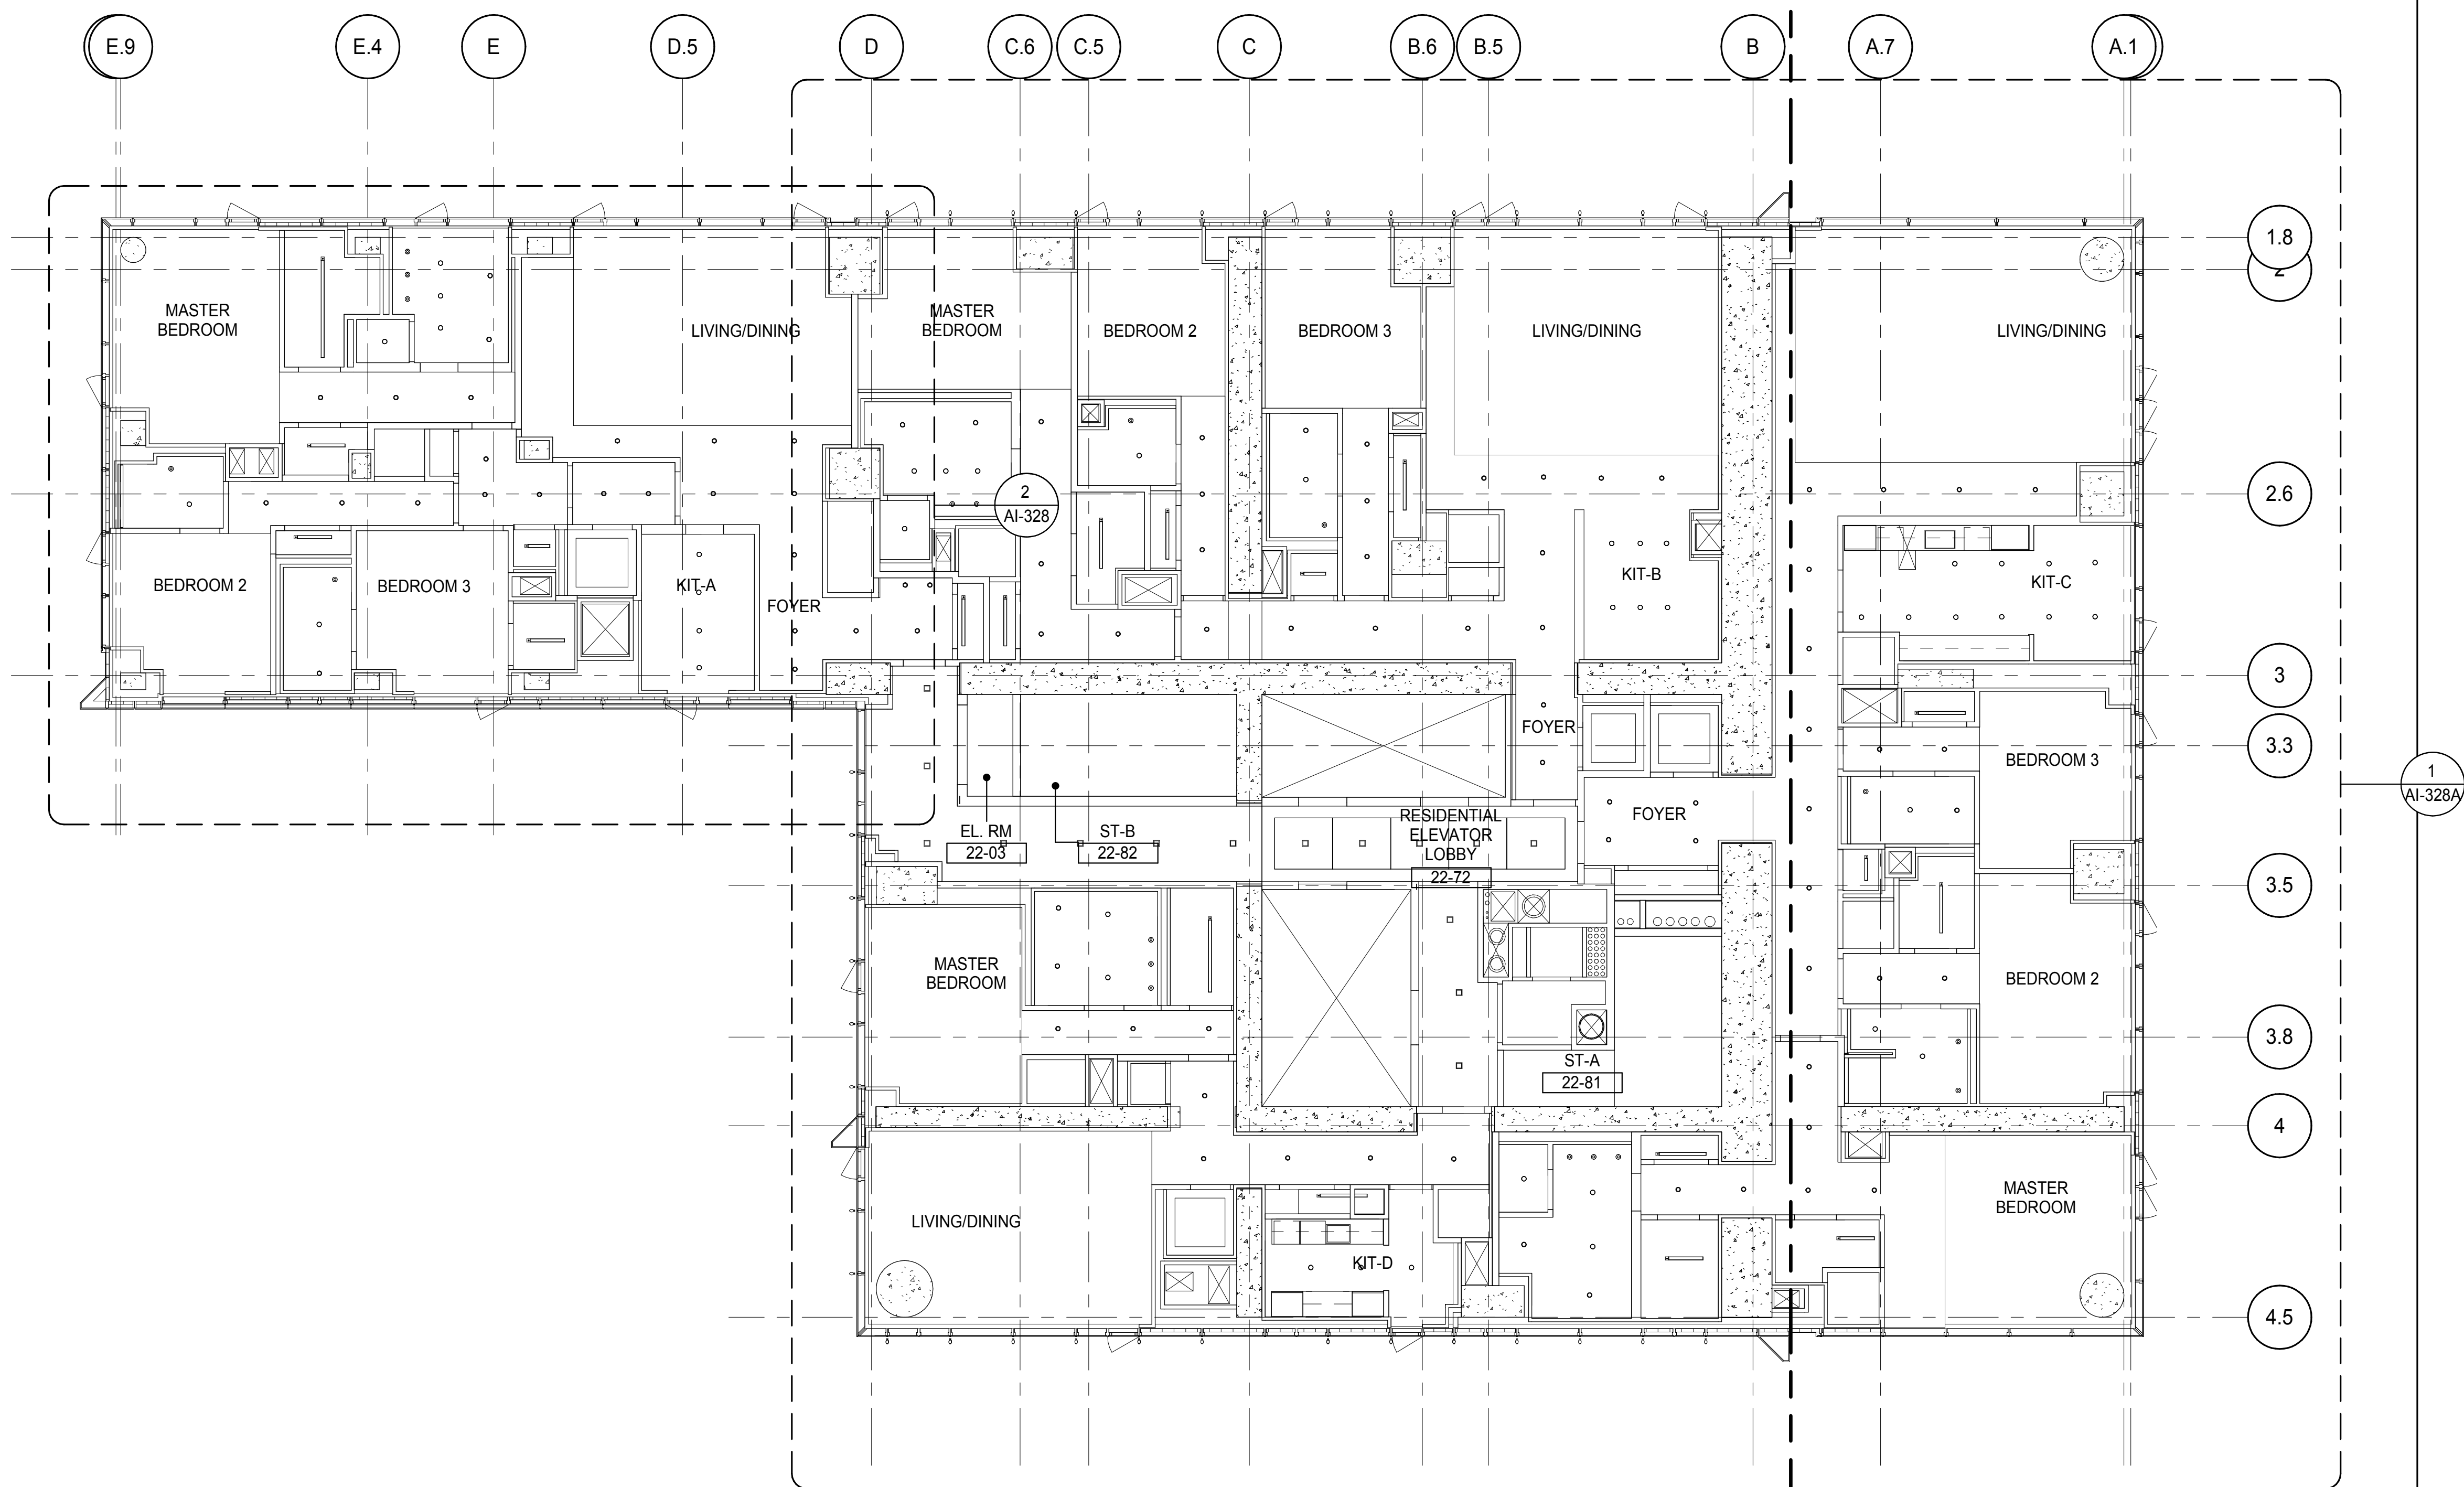 E.9
E.4
E
D.5
D
C.6
C.5
C
B.6
B.5
B
A.7
A.1
1.8
2
MASTER
BEDROOM
LIVING/DINING
MASTER
BEDROOM
BEDROOM 2
BEDROOM 3
LIVING/DINING
LIVING/DINING
2
AI-328
2.6
BEDROOM 2
BEDROOM 3
KIT-A
FOYER
KIT-B
KIT-C
3
FOYER
3.3
BEDROOM 3
1
AI-328A
EL. RM
22-03
ST-B
22-82
RESIDENTIAL
ELEVATOR
LOBBY
22-72
FOYER
3.5
MASTER
BEDROOM
BEDROOM 2
3.8
ST-A
22-81
4
LIVING/DINING
KIT-D
MASTER
BEDROOM
4.5